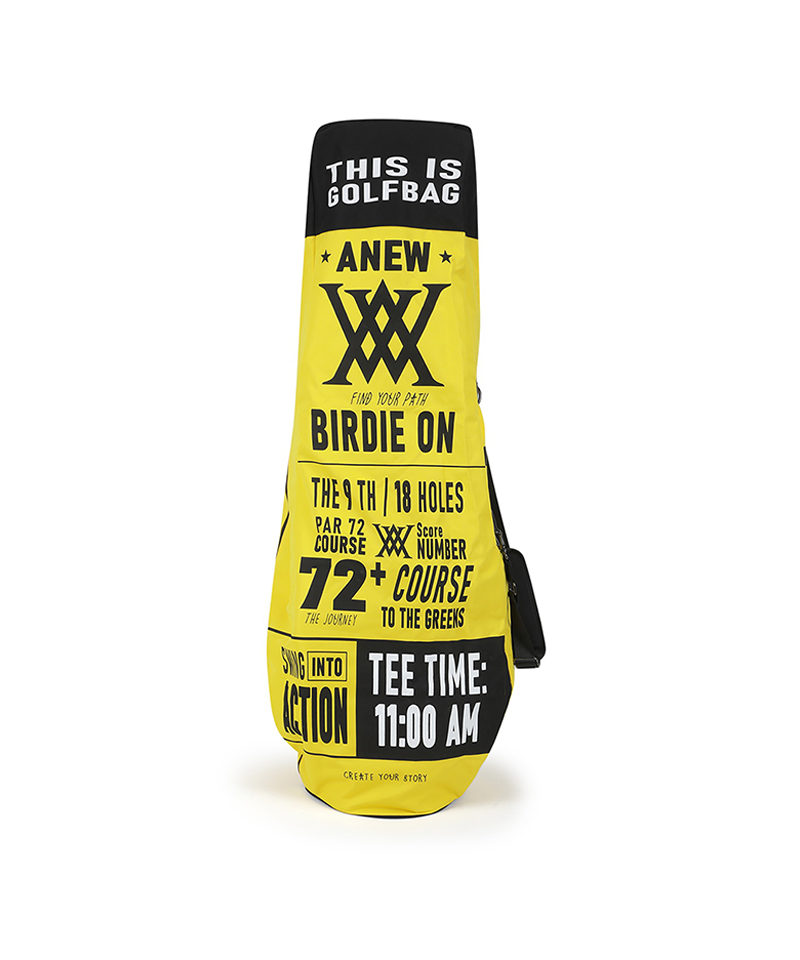 THIS IS
GOLFBAG
★ ANEW ★
FIND YOUR PATH
BIRDIE ON
THE 9 TH / 18 HOLES
PAR 72
COURSE
Score
NUMBER
72+
COURSE
THE JOURNEY
TO THE GREENS
SWING INTO
ACTION
TEE TIME:
11:00 AM
CREATE YOUR STORY